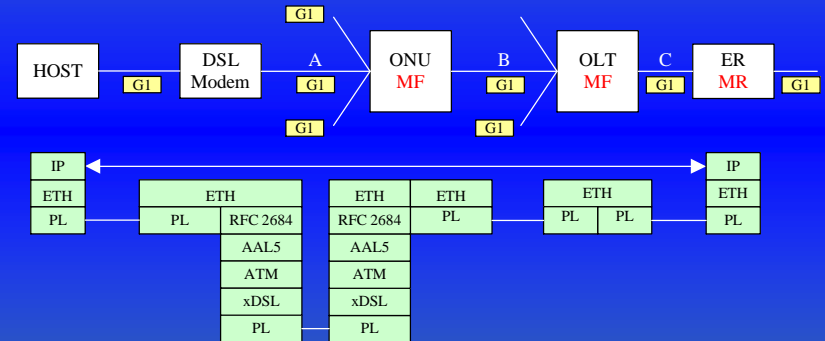 G1
HOST
DSL
Modem
A
ONU
MF
B
OLT
MF
C
ER
MR
G1
G1
G1
G1
G1
G1
IP
IP
ETH
ETH
ETH
ETH
ETH
ETH
PL
PL
RFC 2684
RFC 2684
PL
PL
PL
PL
AAL5
AAL5
ATM
ATM
xDSL
xDSL
PL
PL